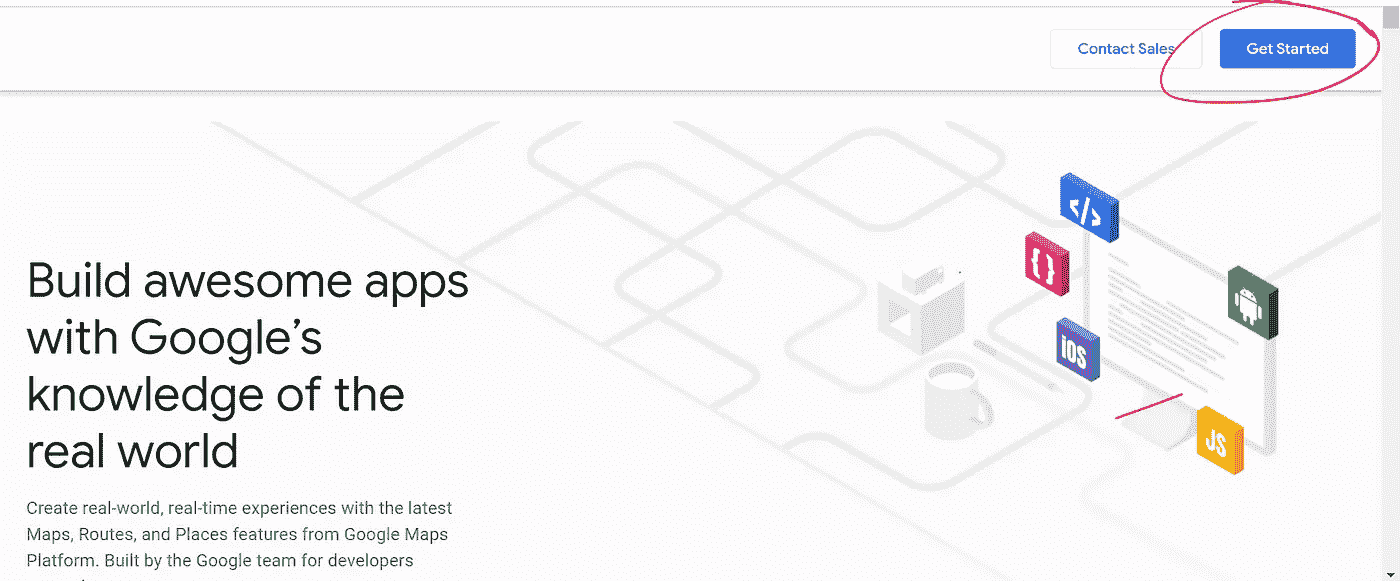 Contact Sales
Get Started
</>
{ }
iOS
JS
Build awesome apps
with Google’s
knowledge of the
real world
Create real-world, real-time experiences with the latest
Maps, Routes, and Places features from Google Maps
Platform. Built by the Google team for developers